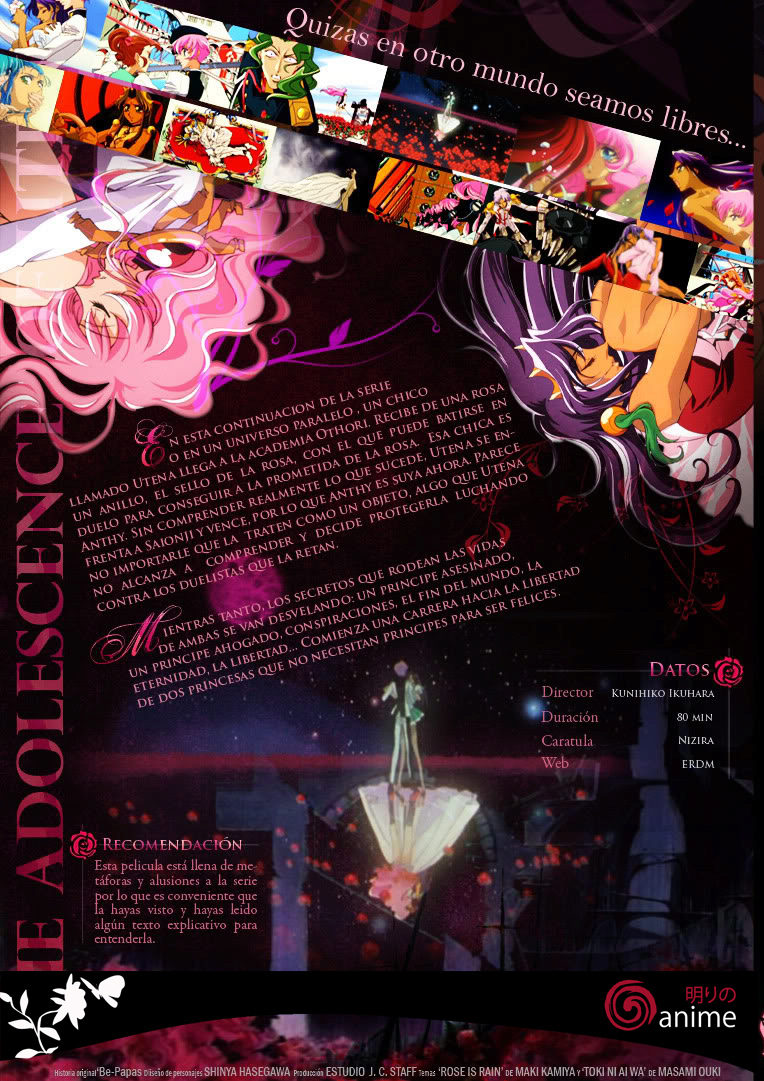 Quizas en otro mundo seamos libres...
HE ADOLESCENCE
En esta continuacion de la serie
o en un universo paralelo , un chico
llamado Utena llega a la academia Othori. Recibe de una rosa
un anillo, el sello de la rosa, con el que puede batirse en
duelo para conseguir a la prometida de la rosa. Esa chica es
Anthy. Sin comprender realmente lo que sucede, Utena se en-
frenta a Saionji y vence, por lo que Anthy es suya ahora. Parece
no importarle que la traten como un objeto, algo que Utena
no alcanza a comprender y decide protegerla luchando
contra los duelistas que la retan.
Mientras tanto, los secretos que rodean las vidas
de ambas se van desvelando: un principe asesinado,
un principe ahogado, conspiraciones, el fin del mundo, la
eternidad, la libertad... Comienza una carrera hacia la libertad
de dos princesas que no necesitan principes para ser felices.
Datos
Director Kunihiko Ikuhara
Duración 80 min
Caratula Nizira
Web ERDM
Recomendación
Esta pelicula está llena de me-
táforas y alusiones a la serie
por lo que es conveniente que
la hayas visto y hayas leido
algún texto explicativo para
entenderla.
明りの
anime
Historia original 'Be-Papas Diseño de personajes SHINYA HASEGAWA Producción ESTUDIO J. C. STAFF Temas 'ROSE IS RAIN' DE MAKI KAMIYA Y 'TOKI NI AI WA' DE MASAMI OUKI